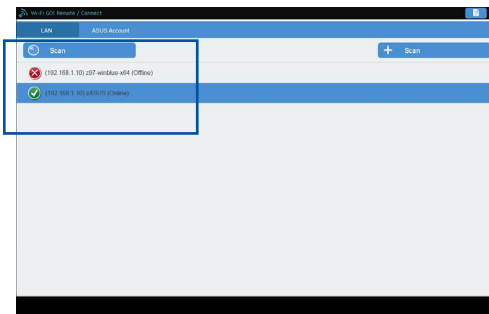 Wi-Fi GO! Remote / Connect
LAN ASUS Account
Scan + Scan
(192.168.1.10) z97-winblue-x64 (Offline)
(192.168.1.10) zASUS (Online)